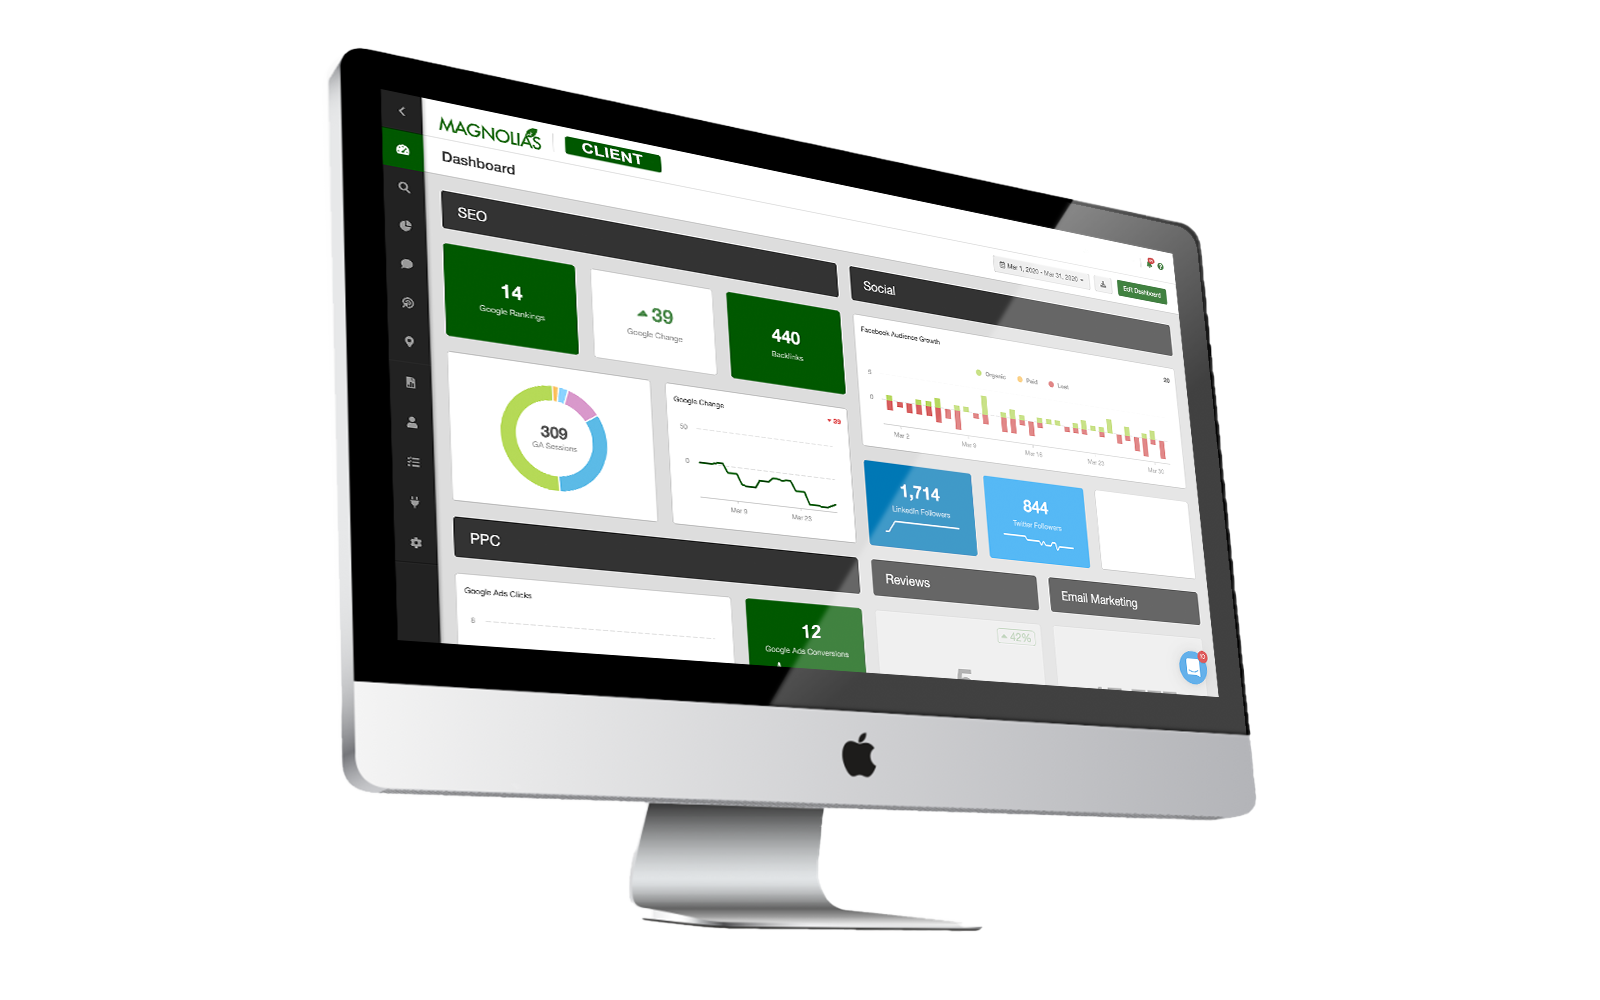 MAGNOLIAS
CLIENT
Dashboard
Mar 1, 2020 - Mar 31, 2020
Edit Dashboard
SEO
14
Google Rankings
39
Google Change
440
Backlinks
309
GA Sessions
Google Change
39
50
0
Mar 9
Mar 23
Social
Facebook Audience Growth
Organic
Paid
Lost
20
5
0
Mar 2
Mar 9
Mar 16
Mar 23
Mar 30
1,714
LinkedIn Followers
844
Twitter Followers
PPC
Google Ads Clicks
12
Google Ads Conversions
Reviews
42%
Email Marketing